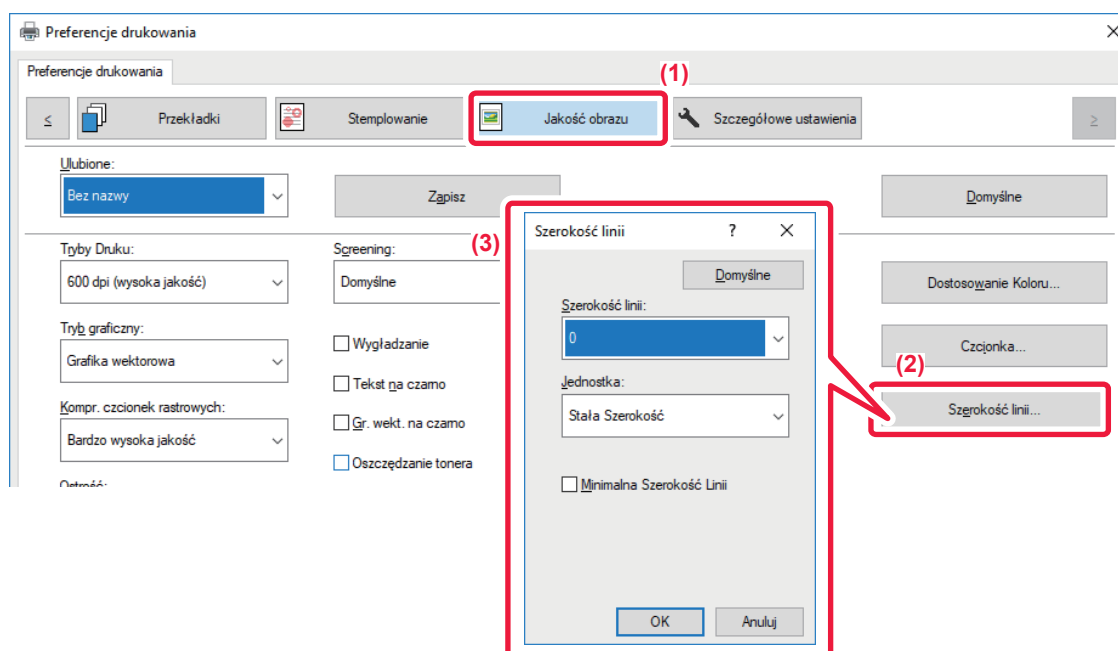 Preferencje drukowania
Preferencje drukowania
(1)
<
Przekładki
Stemplowanie
Jakość obrazu
Szczegółowe ustawienia
>
Ulubione:
Bez nazwy
Zapisz
Domyślne
Tryby Druku:
600 dpi (wysoka jakość)
Screening:
Domyślne
Tryb graficzny:
Grafika wektorowa
Kompr. czcionek rastrowych:
Bardzo wysoka jakość
Ostrość:
Wygładzanie
Tekst na czarno
Gr. wekt. na czarno
Oszczędzanie tonera
(3)
Szerokość linii
?
Domyślne
Szerokość linii:
0
Jednostka:
Stała Szerokość
Minimalna Szerokość Linii
OK
Anuluj
Dostosowanie Koloru...
Czcionka...
(2)
Szerokość linii...